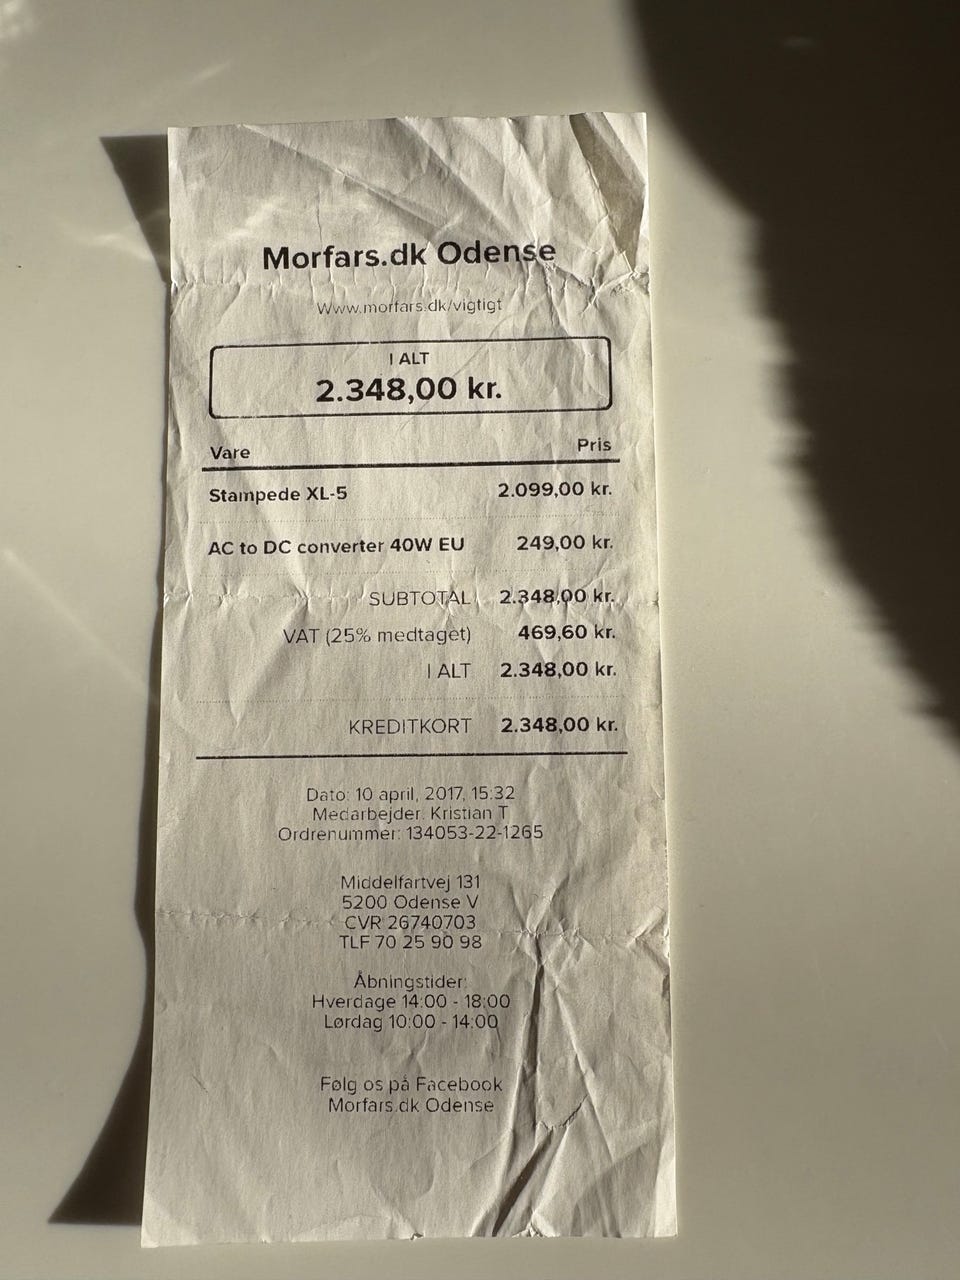 Morfars.dk Odense
Www.morfars.dk/vigtigt
I ALT
2.348,00 kr.
Vare Pris
Stampede XL-5 2.099,00 kr.
AC to DC converter 40W EU 249,00 kr.
SUBTOTAL 2.348,00 kr.
VAT (25% medtaget) 469,60 kr.
I ALT 2.348,00 kr.
KREDITKORT 2.348,00 kr.
Dato: 10 april, 2017, 15:32
Medarbejder: Kristian T
Ordrenummer: 134053-22-1265
Middelfartvej 131
5200 Odense V
CVR 26740703
TLF 70 25 90 98
Åbningstider:
Hverdage 14:00 - 18:00
Lørdag 10:00 - 14:00
Følg os på Facebook
Morfars.dk Odense